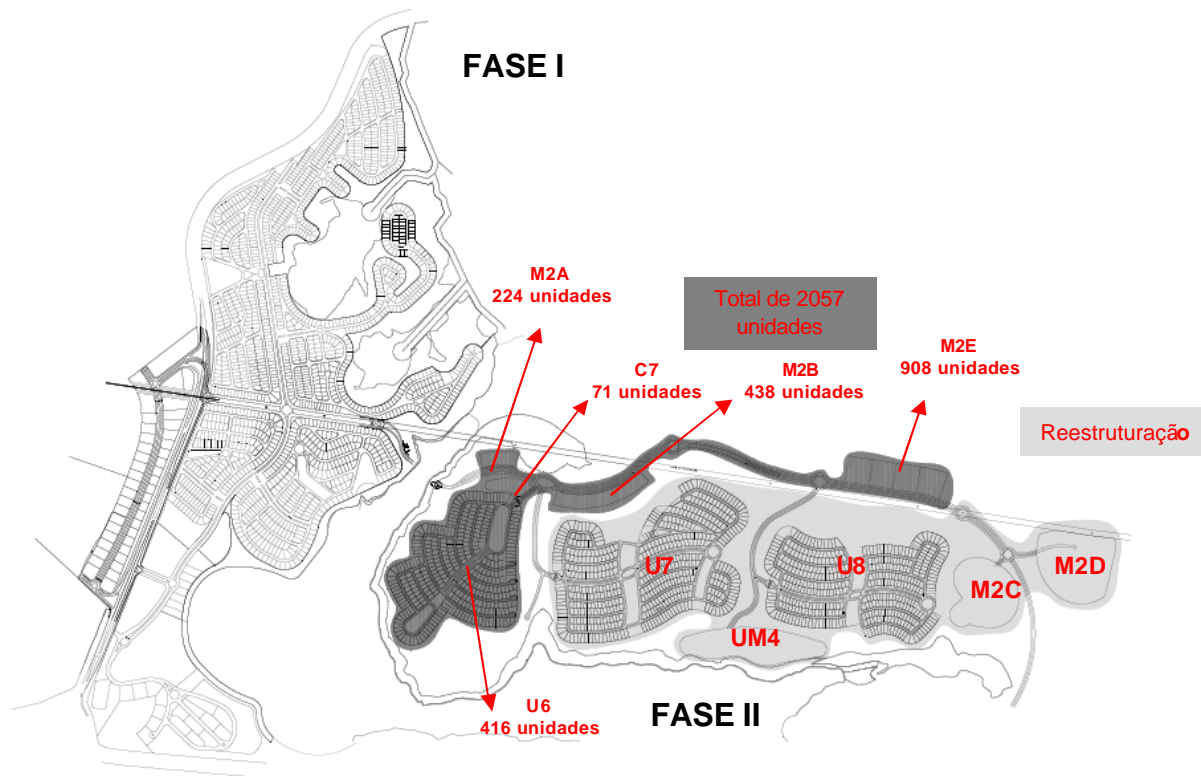 FASE I
M2A
224 unidades
Total de 2057
unidades
C7
71 unidades
M2B
438 unidades
M2E
908 unidades
Reestruturação
U7
U8
M2C
M2D
UM4
U6
416 unidades
FASE II